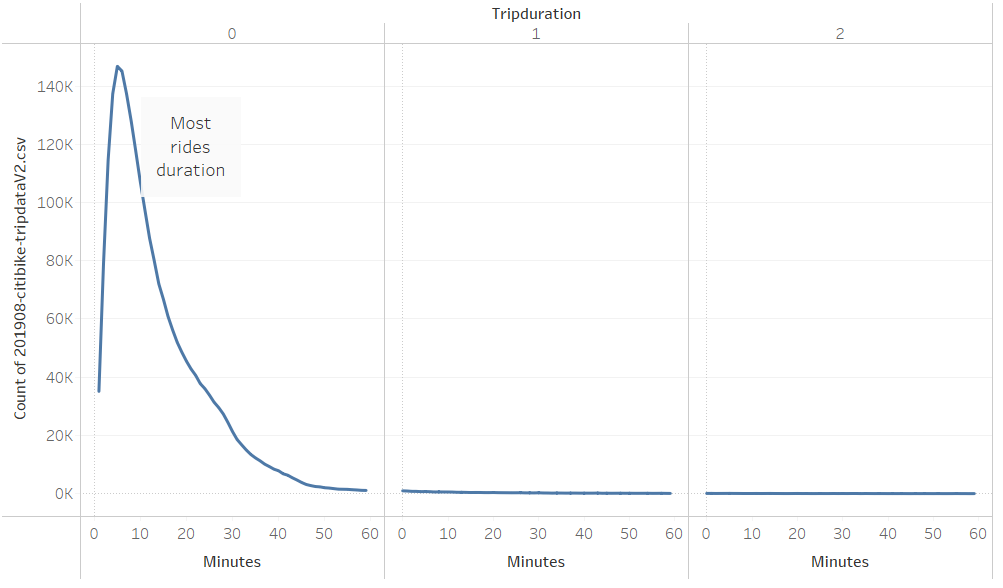 Tripduration
0 1 2
Count of 201908-citibike-tripdataV2.csv
140K
120K
100K
80K
60K
40K
20K
0K
Most
rides
duration
0 10 20 30 40 50 60 0 10 20 30 40 50 60 0 10 20 30 40 50 60
Minutes Minutes Minutes